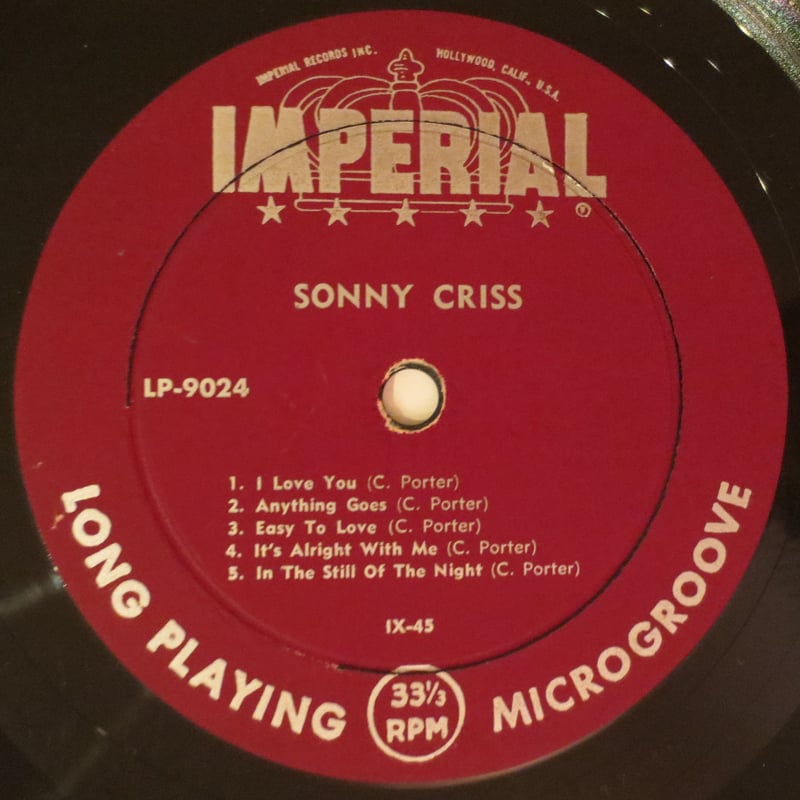 IMPERIAL RECORDS INC. HOLLYWOOD, CALIF., U.S.A.
IMPERIAL
®
SONNY CRISS
LP-9024
1. I Love You (C. Porter)
2. Anything Goes (C. Porter)
3. Easy To Love (C. Porter)
4. It's Alright With Me (C. Porter)
5. In The Still Of The Night (C. Porter)
IX-45
LONG PLAYING
33⅓
RPM
MICROGROOVE